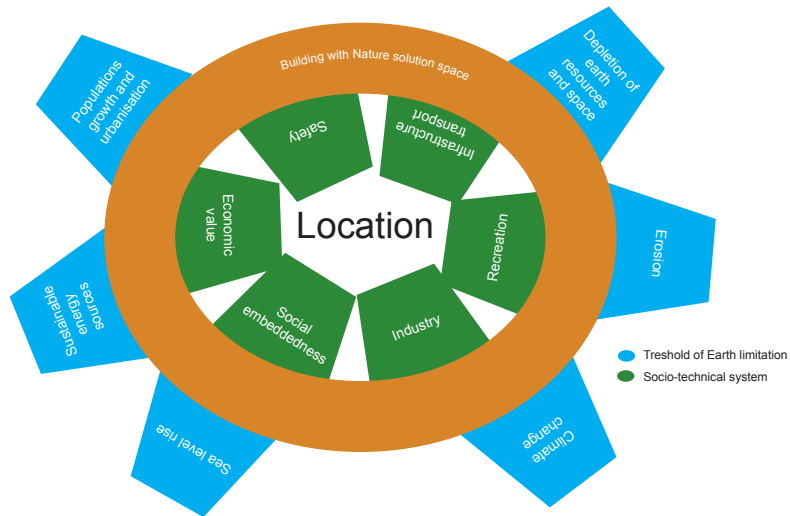 Building with Nature solution space
Populations
growth and
urbanisation
Depletion of
earth
resources
and space
Safety
Infrastructure
transport
Economic
value
Location
Recreation
Erosion
Sustainable
energy
sources
Social
embeddedness
Industry
Treshold of Earth limitation
Socio-technical system
Sea level rise
Climate
change